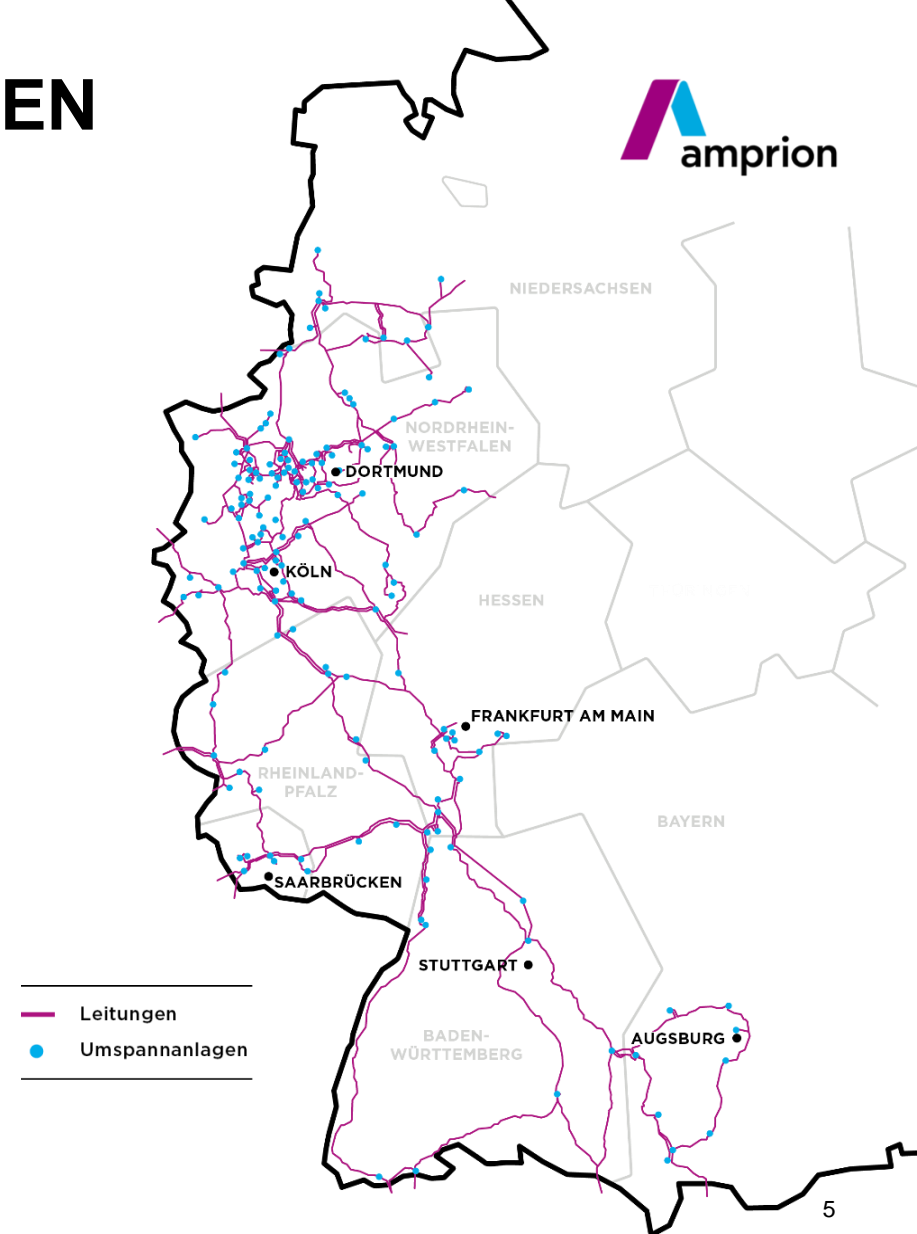 EN
amprion
NIEDERSACHSEN
NORDRHEIN-
WESTFALEN
DORTMUND
KÖLN
HESSEN
FRANKFURT AM MAIN
RHEINLAND-
PFALZ
BAYERN
SAARBRÜCKEN
STUTTGART
Leitungen
Umspannanlagen
BADEN-
WÜRTTEMBERG
AUGSBURG
5